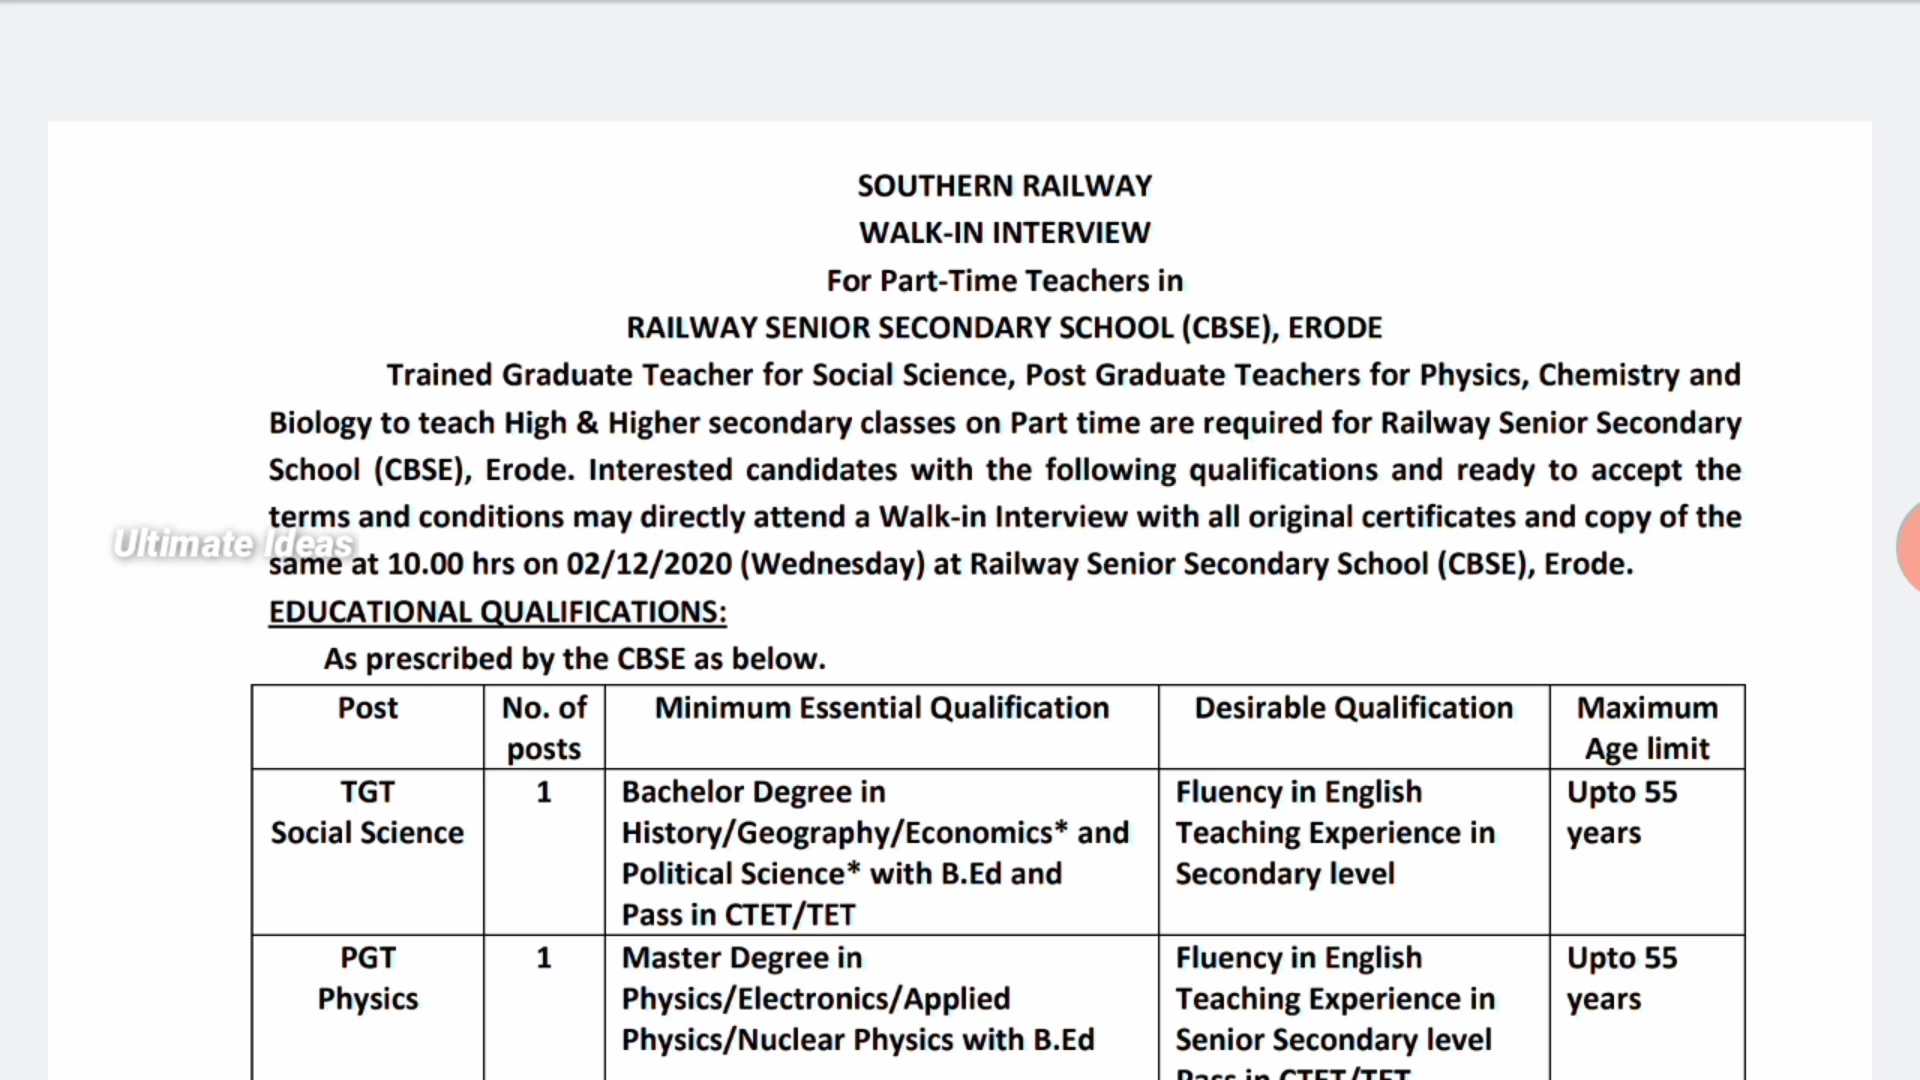 SOUTHERN RAILWAY
WALK-IN INTERVIEW
For Part-Time Teachers in
RAILWAY SENIOR SECONDARY SCHOOL (CBSE), ERODE
Trained Graduate Teacher for Social Science, Post Graduate Teachers for Physics, Chemistry and
Biology to teach High & Higher secondary classes on Part time are required for Railway Senior Secondary
School (CBSE), Erode. Interested candidates with the following qualifications and ready to accept the
terms and conditions may directly attend a Walk-in Interview with all original certificates and copy of the
Ultimate Ideas
same at 10.00 hrs on 02/12/2020 (Wednesday) at Railway Senior Secondary School (CBSE), Erode.
EDUCATIONAL QUALIFICATIONS:
As prescribed by the CBSE as below.
Post No. of posts Minimum Essential Qualification Desirable Qualification Maximum Age limit
TGT
Social Science
1
Bachelor Degree in
History/Geography/Economics* and
Political Science* with B.Ed and
Pass in CTET/TET
Fluency in English
Teaching Experience in
Secondary level
Upto 55
years
PGT
Physics
1
Master Degree in
Physics/Electronics/Applied
Physics/Nuclear Physics with B.Ed
Fluency in English
Teaching Experience in
Senior Secondary level
Pass in CTET/TET
Upto 55
years